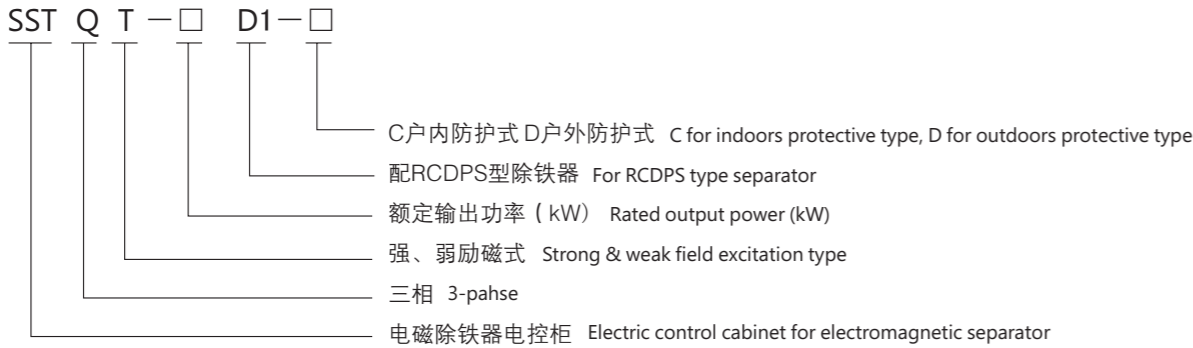 SST Q T－□ D1－□
C户内防护式 D户外防护式 C for indoors protective type, D for outdoors protective type
配RCDPS型除铁器 For RCDPS type separator
额定输出功率（kW） Rated output power (kW)
强、弱励磁式 Strong & weak field excitation type
三相 3-pahse
电磁除铁器电控柜 Electric control cabinet for electromagnetic separator